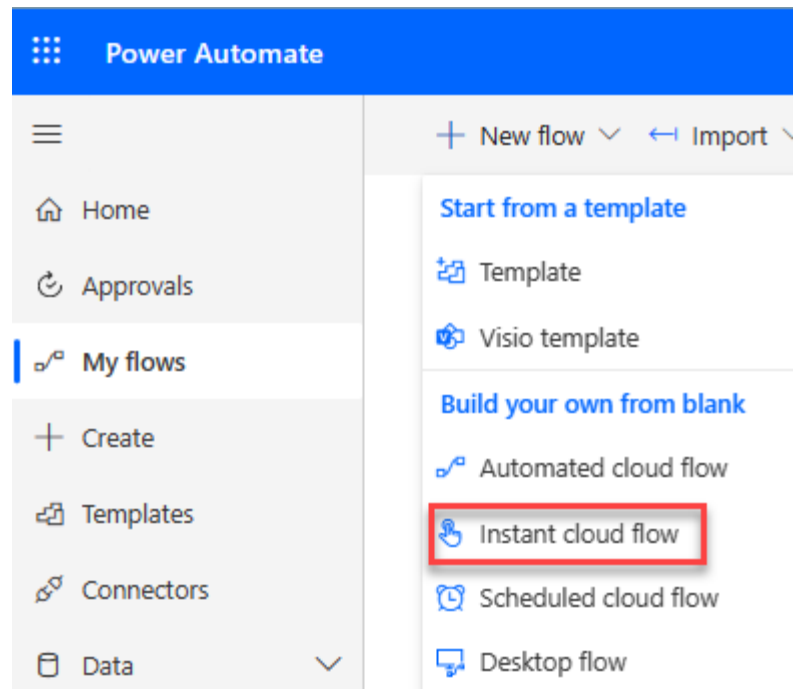 Power Automate
New flow
Import
Home
Approvals
My flows
Create
Templates
Connectors
Data
Start from a template
Template
Visio template
Build your own from blank
Automated cloud flow
Instant cloud flow
Scheduled cloud flow
Desktop flow